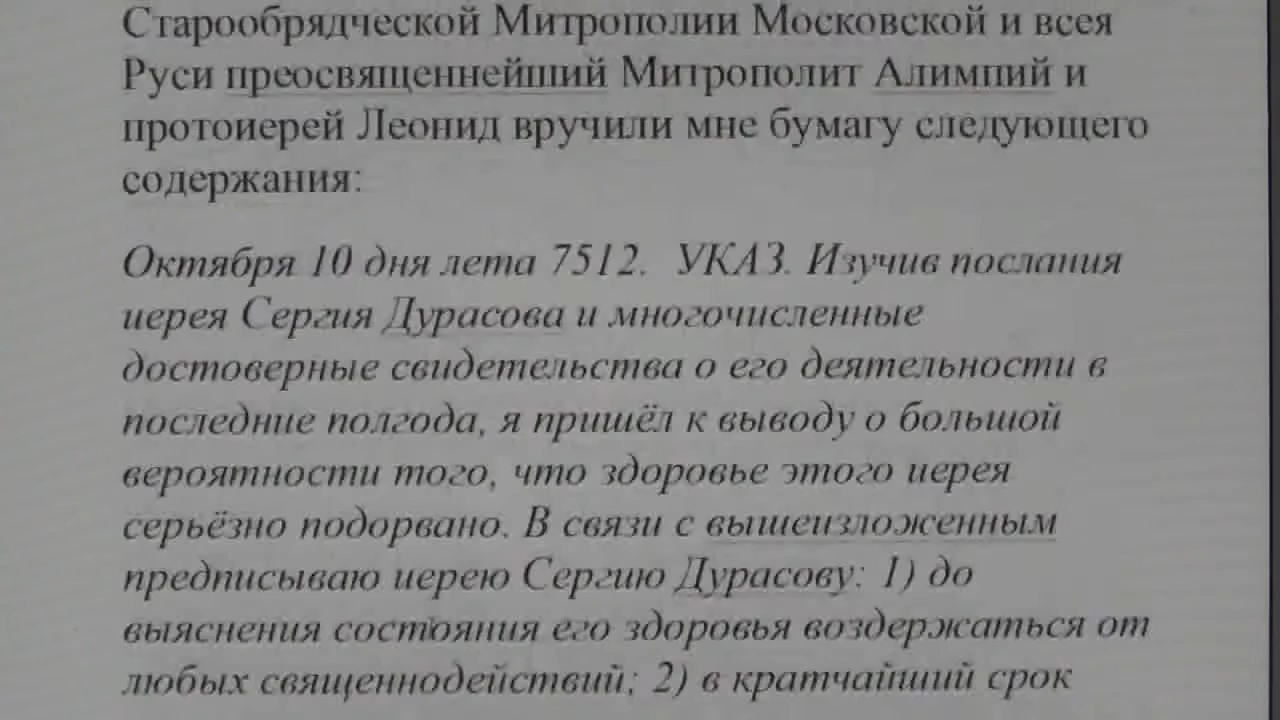 Старообрядческой Митрополии Московской и всея
Руси преосвященнейший Митрополит Алимпий и
протоиерей Леонид вручили мне бумагу следующего
содержания:
Октября 10 дня лета 7512. УКАЗ. Изучив послания
иерея Сергия Дурасова и многочисленные
достоверные свидетельства о его деятельности в
последние полгода, я пришёл к выводу о большой
вероятности того, что здоровье этого иерея
серьёзно подорвано. В связи с вышеизложенным
предписываю иерею Сергию Дурасову: 1) до
выяснения состояния его здоровья воздержаться от
любых священнодействий; 2) в кратчайший срок